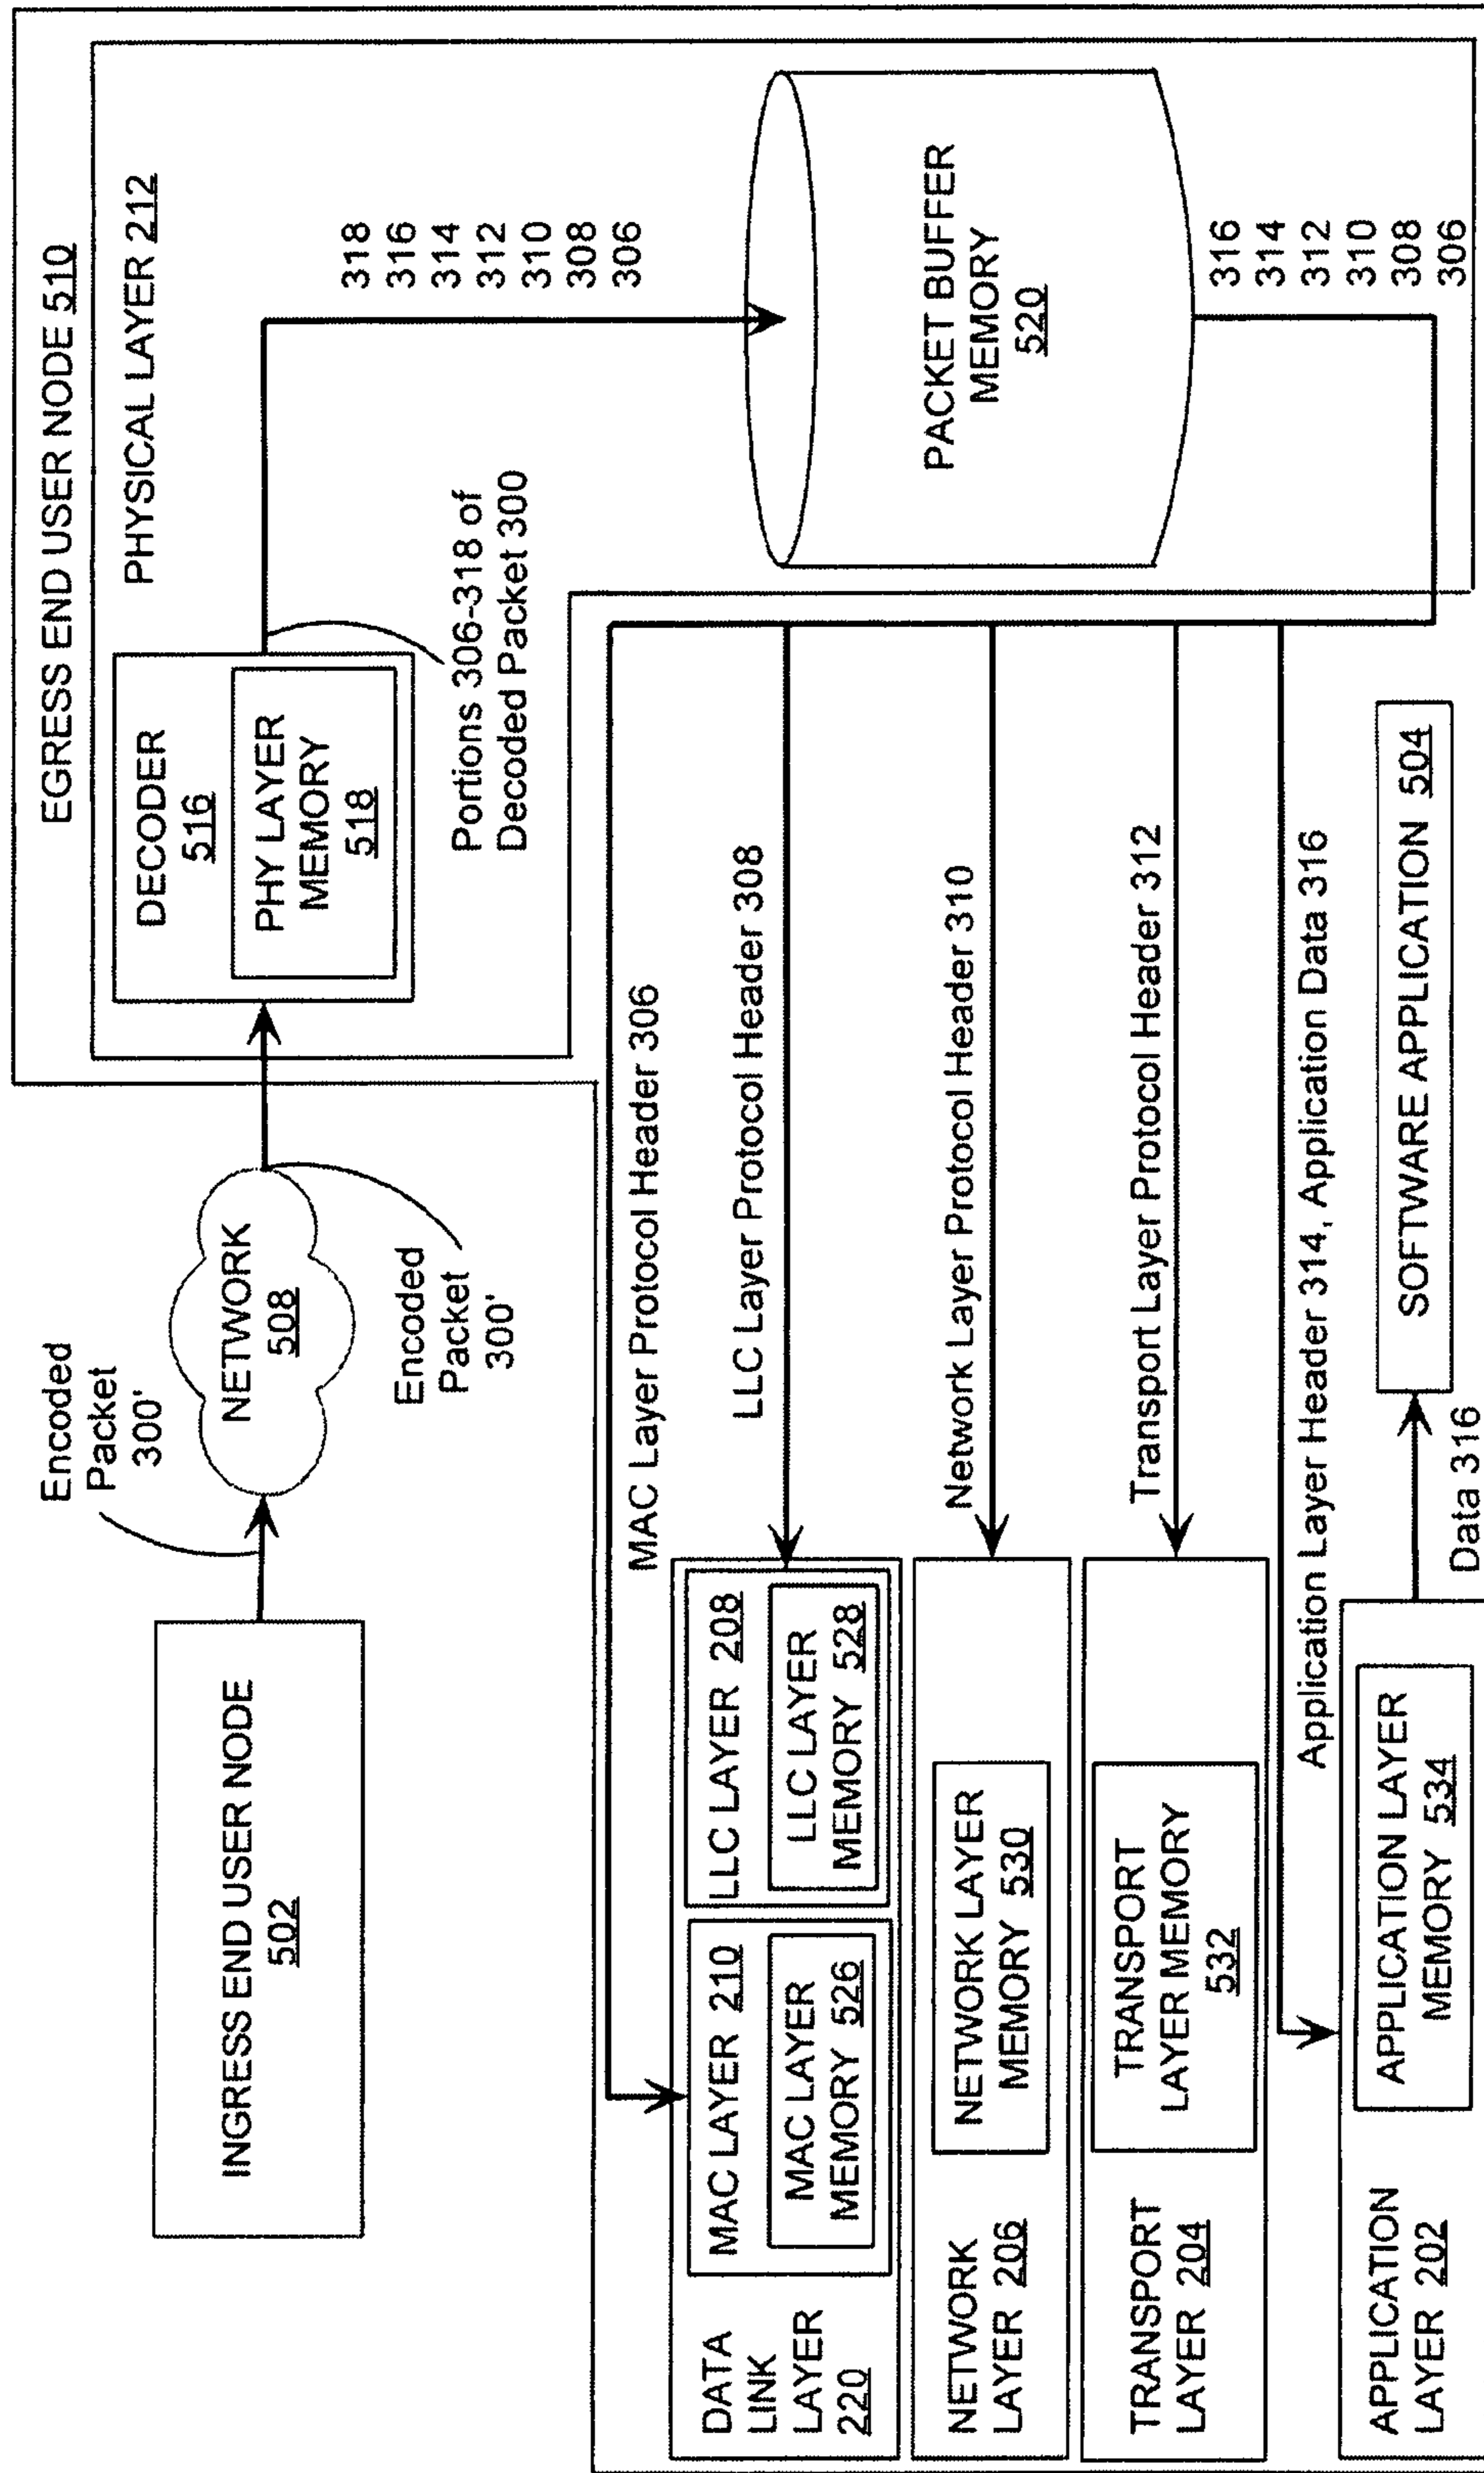 EGRESS END USER NODE 510
INGRESS END USER NODE
502
Encoded
Packet
300'
NETWORK
508
Encoded
Packet
300'
PHYSICAL LAYER 212
DECODER
516
PHY LAYER
MEMORY
518
Portions 306-318 of
Decoded Packet 300
318
316
314
312
310
308
306
PACKET BUFFER
MEMORY
520
316
314
312
310
308
306
MAC Layer Protocol Header 306
LLC Layer Protocol Header 308
Network Layer Protocol Header 310
Transport Layer Protocol Header 312
Application Layer Header 314, Application Data 316
DATA
LINK
LAYER
220
MAC LAYER 210
MAC LAYER
MEMORY 526
LLC LAYER 208
LLC LAYER
MEMORY 528
NETWORK
LAYER 206
NETWORK LAYER
MEMORY 530
TRANSPORT
LAYER 204
TRANSPORT
LAYER MEMORY
532
APPLICATION
LAYER 202
APPLICATION LAYER
MEMORY 534
Data 316
SOFTWARE APPLICATION 504